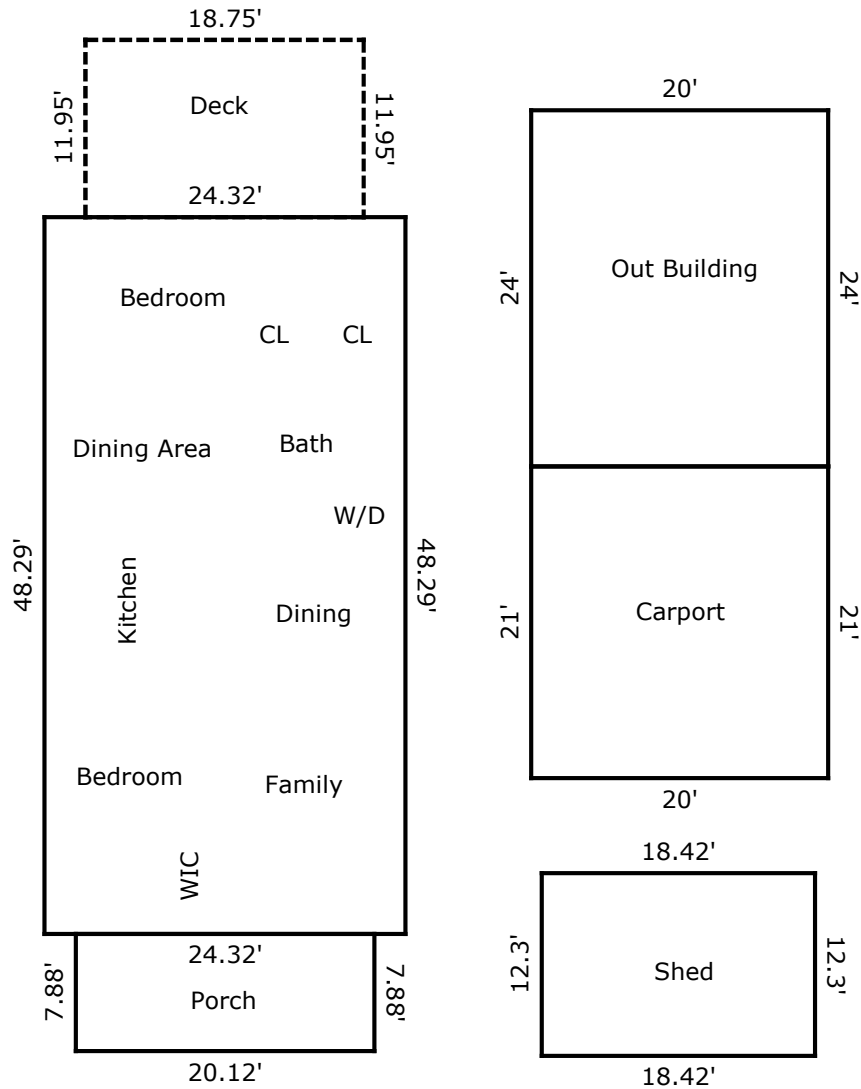 18.75'
11.95'
Deck
11.95'
24.32'
Bedroom
CL
CL
Dining Area
Bath
W/D
48.29'
Kitchen
Dining
48.29'
Bedroom
Family
WIC
24.32'
7.88'
Porch
7.88'
20.12'
20'
24'
Out Building
24'
21'
Carport
21'
20'
18.42'
12.3'
Shed
12.3'
18.42'